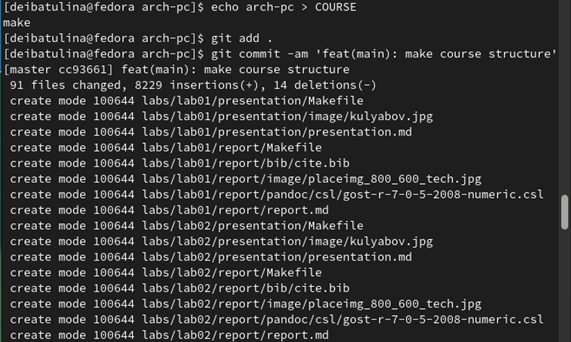 [deibatulina@fedora arch-pc]$ echo arch-pc > COURSE
make
[deibatulina@fedora arch-pc]$ git add .
[deibatulina@fedora arch-pc]$ git commit -am 'feat(main): make course structure'
[master cc93661] feat(main): make course structure
91 files changed, 8229 insertions(+), 14 deletions(-)
create mode 100644 labs/lab01/presentation/Makefile
create mode 100644 labs/lab01/presentation/image/kulyabov.jpg
create mode 100644 labs/lab01/presentation/presentation.md
create mode 100644 labs/lab01/report/Makefile
create mode 100644 labs/lab01/report/bib/cite.bib
create mode 100644 labs/lab01/report/image/placeimg_800_600_tech.jpg
create mode 100644 labs/lab01/report/pandoc/csl/gost-r-7-0-5-2008-numeric.csl
create mode 100644 labs/lab01/report/report.md
create mode 100644 labs/lab02/presentation/Makefile
create mode 100644 labs/lab02/presentation/image/kulyabov.jpg
create mode 100644 labs/lab02/presentation/presentation.md
create mode 100644 labs/lab02/report/Makefile
create mode 100644 labs/lab02/report/bib/cite.bib
create mode 100644 labs/lab02/report/image/placeimg_800_600_tech.jpg
create mode 100644 labs/lab02/report/pandoc/csl/gost-r-7-0-5-2008-numeric.csl
create mode 100644 labs/lab02/report/report.md